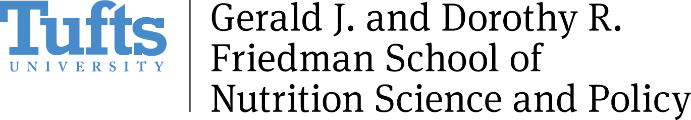 Tufts
UNIVERSITY
Gerald J. and Dorothy R.
Friedman School of
Nutrition Science and Policy